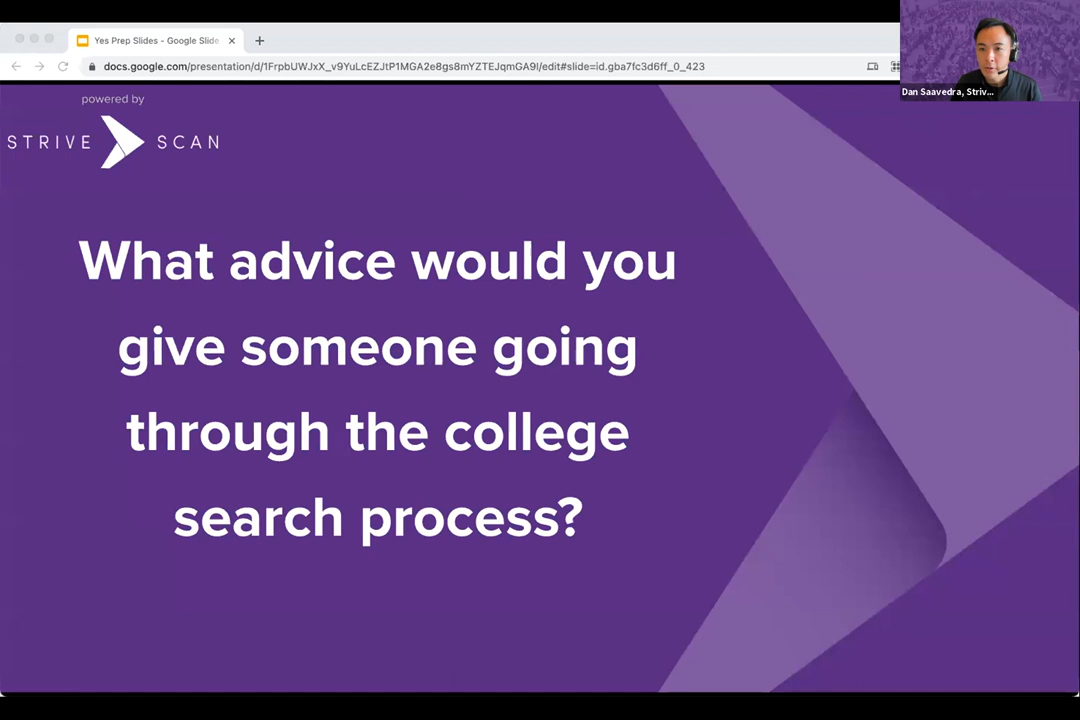 Yes Prep Slides - Google Slide
docs.google.com/presentation/d/1FrpbUWJxX_v9YuLcEZJtP1MGA2e8gs8mYZTEJqmGA9I/edit#slide=id.gba7fc3d6ff_0_423
Dan Saavedra, Striv...
powered by
STRIVE SCAN
What advice would you
give someone going
through the college
search process?